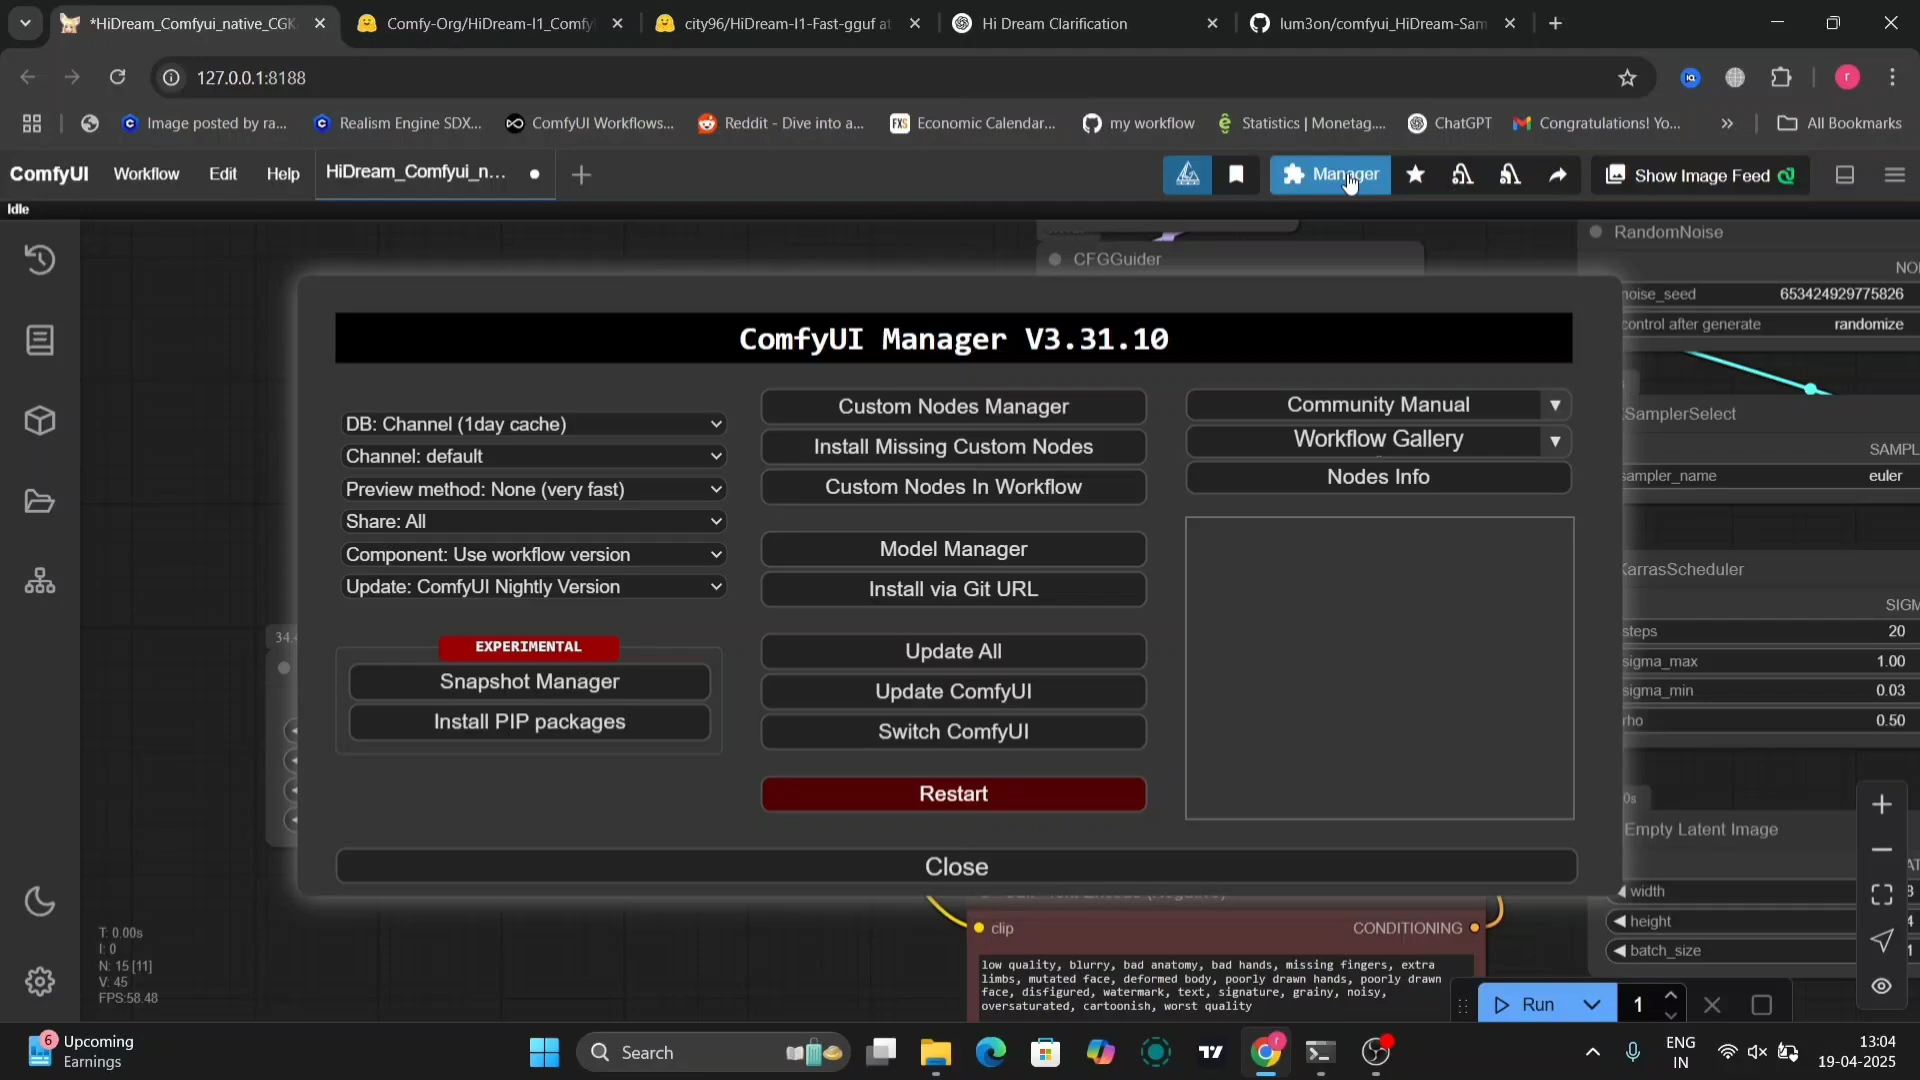 *HiDream_Comfyui_native_CGK
Comfy-Org/HiDream-I1_Comfy
city96/HiDream-I1-Fast-gguf at
Hi Dream Clarification
lum3on/comfyui_HiDream-Sam
127.0.0.1:8188
Image posted by ra...
Realism Engine SDX...
ComfyUI Workflows...
Reddit - Dive into a...
FXS
Economic Calendar...
my workflow
Statistics | Monetag....
ChatGPT
Congratulations! Yo...
All Bookmarks
ComfyUI
Workflow
Edit
Help
HiDream_Comfyui_n...
Manager
Show Image Feed
Idle
CFGGuider
RandomNoise
NOI
noise_seed
653424929775826
control after generate
randomize
ComfyUI Manager V3.31.10
DB: Channel (1day cache)
Channel: default
Preview method: None (very fast)
Share: All
Component: Use workflow version
Update: ComfyUI Nightly Version
EXPERIMENTAL
Snapshot Manager
Install PIP packages
Custom Nodes Manager
Install Missing Custom Nodes
Custom Nodes In Workflow
Model Manager
Install via Git URL
Update All
Update ComfyUI
Switch ComfyUI
Restart
Community Manual
Workflow Gallery
Nodes Info
Close
SamplerSelect
SAMPL
sampler_name
euler
KarrasScheduler
SIGM
steps
20
sigma_max
1.00
sigma_min
0.03
rho
0.50
0s
Empty Latent Image
width
height
batch_size
34.
clip
CONDITIONING
low quality, blurry, bad anatomy, bad hands, missing fingers, extra
limbs, mutated face, deformed body, poorly drawn hands, poorly drawn
face, disfigured, watermark, text, signature, grainy, noisy,
oversaturated, cartoonish, worst quality
T: 0.00s
I: 0
N: 15 [11]
V: 45
FPS:58.48
Run
1
6
Upcoming
Earnings
Search
ENG
IN
13:04
19-04-2025